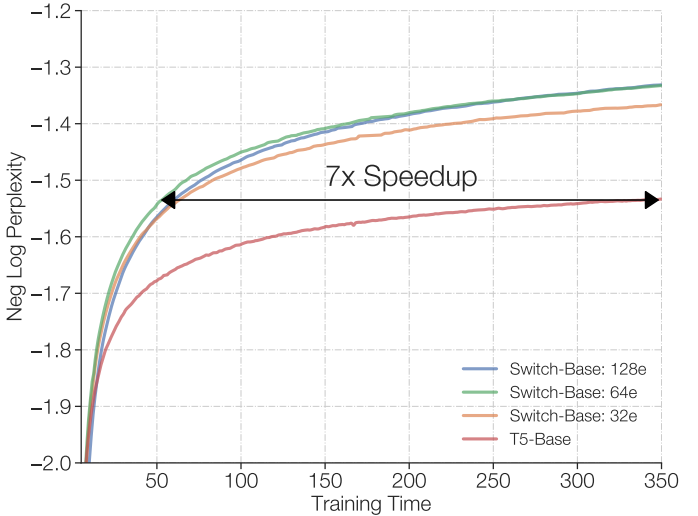 −1.2
−1.3
−1.4
−1.5
−1.6
−1.7
−1.8
−1.9
−2.0
Neg Log Perplexity
7x Speedup
Switch-Base: 128e
Switch-Base: 64e
Switch-Base: 32e
T5-Base
50 100 150 200 250 300 350
Training Time